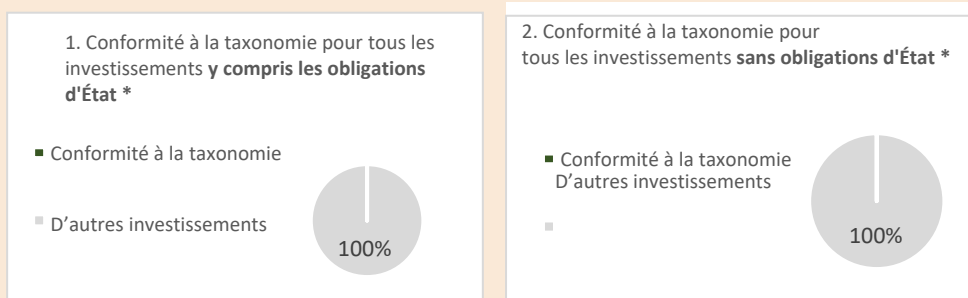 1. Conformité à la taxonomie pour tous les
investissements y compris les obligations
d'État *
Conformité à la taxonomie
D’autres investissements
100%
2. Conformité à la taxonomie pour
tous les investissements sans obligations d'État *
Conformité à la taxonomie
D’autres investissements
100%